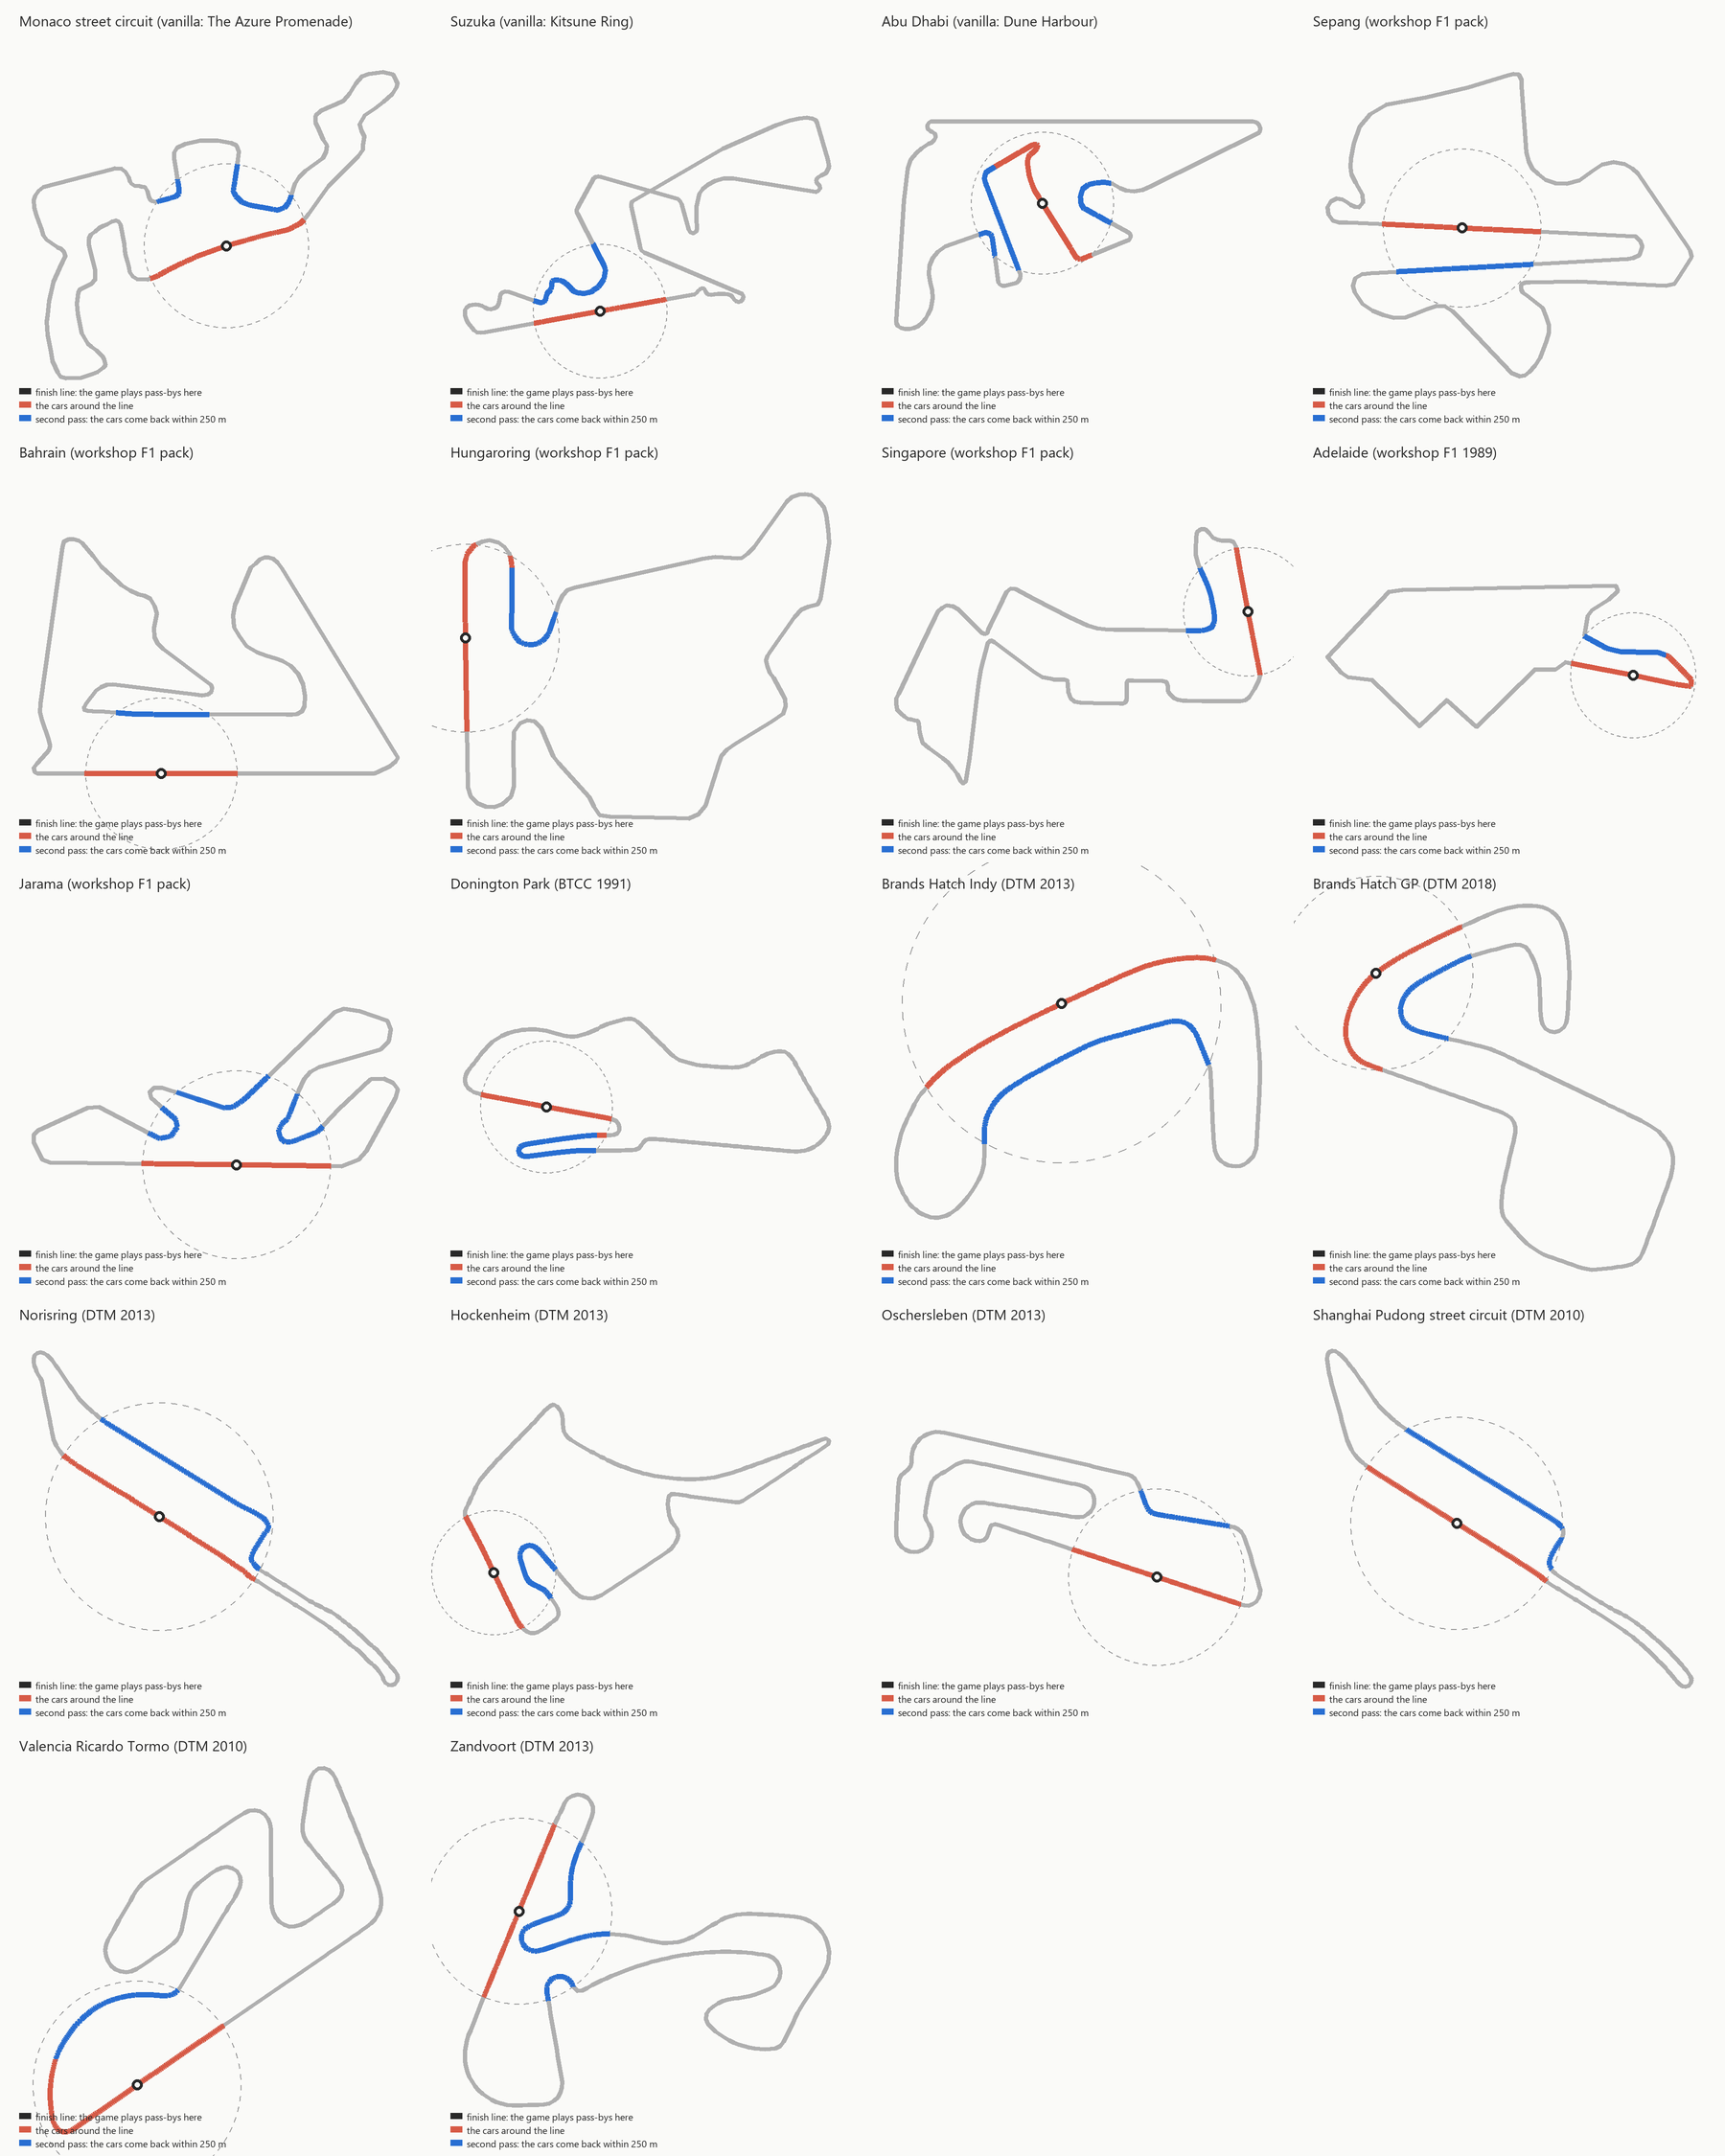 Monaco street circuit (vanilla: The Azure Promenade)
finish line: the game plays pass-bys here
the cars around the line
second pass: the cars come back within 250 m
Suzuka (vanilla: Kitsune Ring)
finish line: the game plays pass-bys here
the cars around the line
second pass: the cars come back within 250 m
Abu Dhabi (vanilla: Dune Harbour)
finish line: the game plays pass-bys here
the cars around the line
second pass: the cars come back within 250 m
Sepang (workshop F1 pack)
finish line: the game plays pass-bys here
the cars around the line
second pass: the cars come back within 250 m
Bahrain (workshop F1 pack)
finish line: the game plays pass-bys here
the cars around the line
second pass: the cars come back within 250 m
Hungaroring (workshop F1 pack)
finish line: the game plays pass-bys here
the cars around the line
second pass: the cars come back within 250 m
Singapore (workshop F1 pack)
finish line: the game plays pass-bys here
the cars around the line
second pass: the cars come back within 250 m
Adelaide (workshop F1 1989)
finish line: the game plays pass-bys here
the cars around the line
second pass: the cars come back within 250 m
Jarama (workshop F1 pack)
finish line: the game plays pass-bys here
the cars around the line
second pass: the cars come back within 250 m
Donington Park (BTCC 1991)
finish line: the game plays pass-bys here
the cars around the line
second pass: the cars come back within 250 m
Brands Hatch Indy (DTM 2013)
finish line: the game plays pass-bys here
the cars around the line
second pass: the cars come back within 250 m
Brands Hatch GP (DTM 2018)
finish line: the game plays pass-bys here
the cars around the line
second pass: the cars come back within 250 m
Norisring (DTM 2013)
finish line: the game plays pass-bys here
the cars around the line
second pass: the cars come back within 250 m
Hockenheim (DTM 2013)
finish line: the game plays pass-bys here
the cars around the line
second pass: the cars come back within 250 m
Oschersleben (DTM 2013)
finish line: the game plays pass-bys here
the cars around the line
second pass: the cars come back within 250 m
Shanghai Pudong street circuit (DTM 2010)
finish line: the game plays pass-bys here
the cars around the line
second pass: the cars come back within 250 m
Valencia Ricardo Tormo (DTM 2010)
finish line: the game plays pass-bys here
the cars around the line
second pass: the cars come back within 250 m
Zandvoort (DTM 2013)
finish line: the game plays pass-bys here
the cars around the line
second pass: the cars come back within 250 m